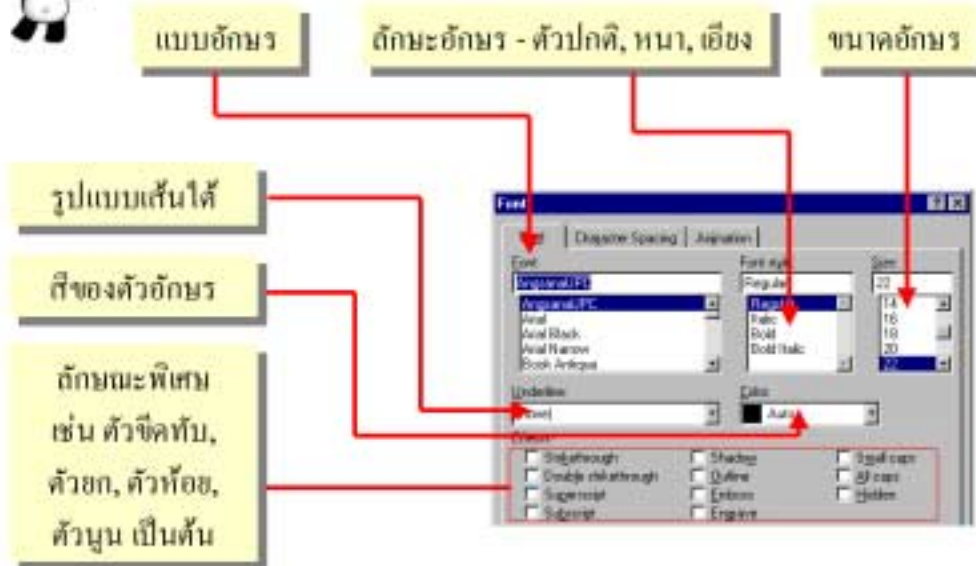 แบบอักษร
ลักษะอักษร - ตัวปกติ, หนา, เอียง
ขนาดอักษร
รูปแบบเส้นใต้
สีของตัวอักษร
ลักษณะพิเศษ
เช่น ตัวขีดทับ,
ตัวยก, ตัวห้อย,
ตัวนูน เป็นต้น
Font
Character Spacing
Animation
Font
Font style
Size
AngsanaUPC
Regular
22
AngsanaUPC
Arial
Arial Black
Arial Narrow
Book Antiqua
Regular
Italic
Bold
Bold Italic
14
16
18
20
22
Underline
Color
(none)
Auto
Effects
Strikethrough
Double strikethrough
Superscript
Subscript
Shadow
Outline
Emboss
Engrave
Small caps
All caps
Hidden